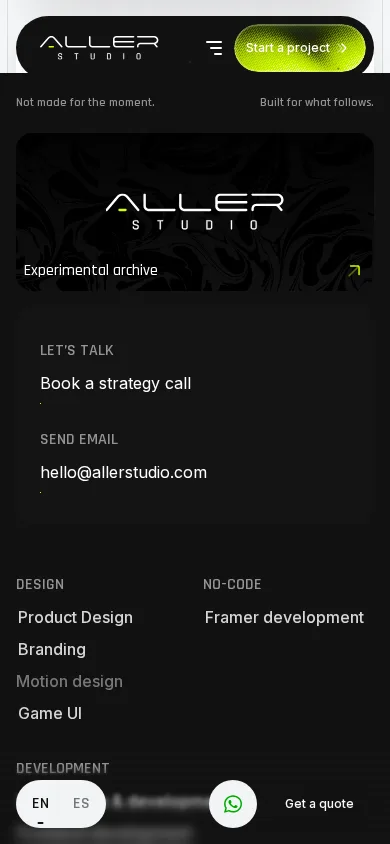 ALLER
STUDIO
Start a project
Not made for the moment.
Built for what follows.
ALLER
STUDIO
Experimental archive
LET'S TALK
Book a strategy call
SEND EMAIL
hello@allerstudio.com
DESIGN
NO-CODE
Product Design
Framer development
Branding
Motion design
Game UI
DEVELOPMENT
EN
ES
Get a quote